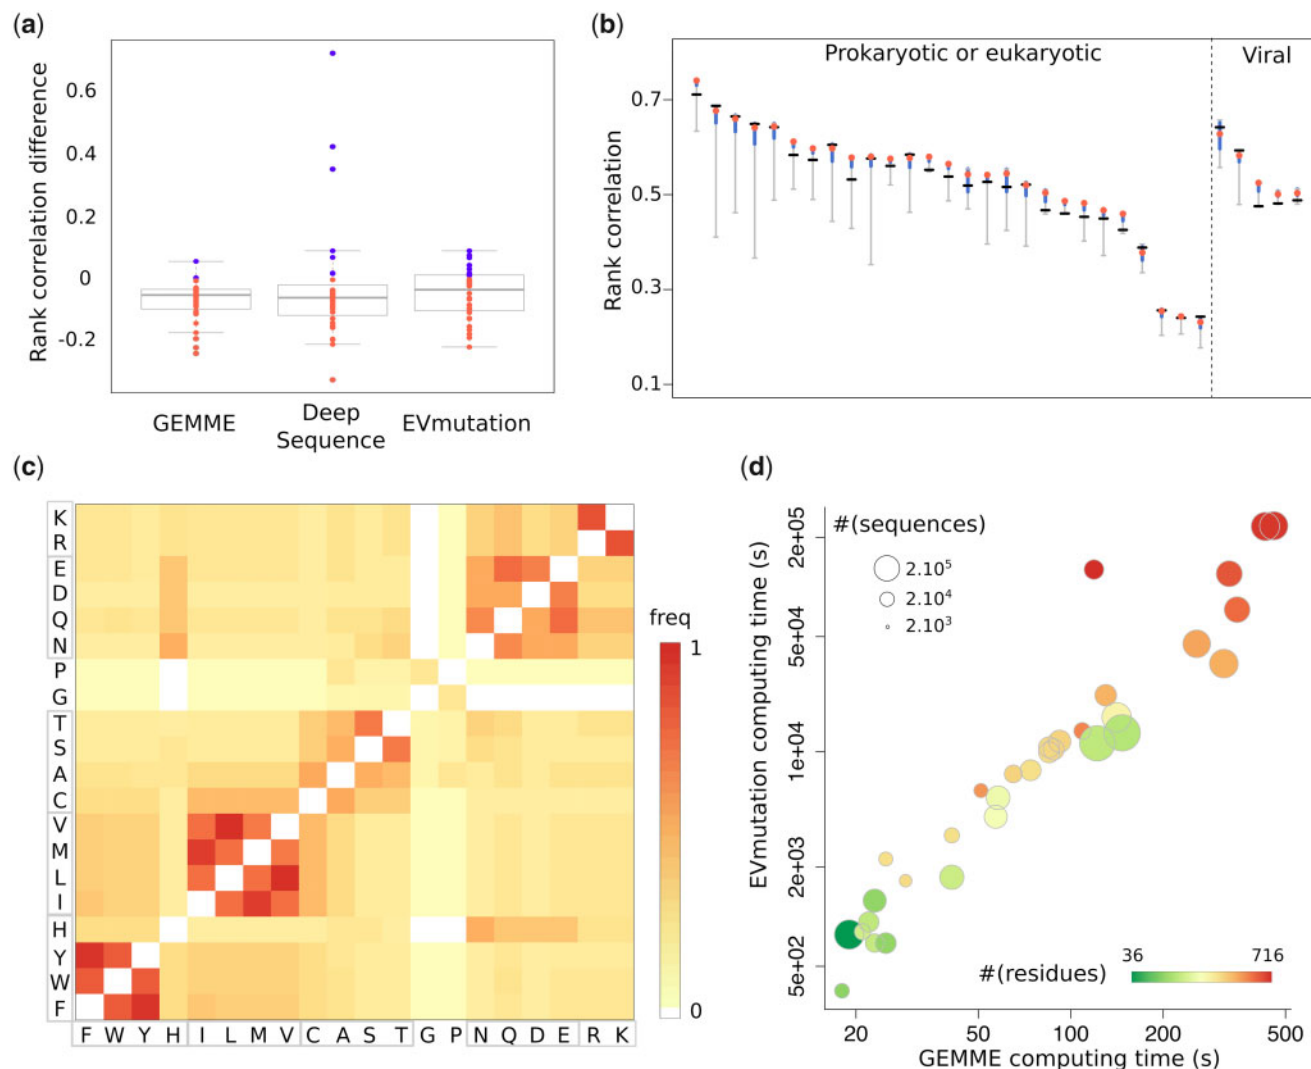 (a)
Rank correlation difference
0.6
0.4
0.2
0
-0.2
GEMME
Deep
Sequence
EVmutation
(b)
Prokaryotic or eukaryotic
Viral
Rank correlation
0.7
0.5
0.3
0.1
(c)
K
R
E
D
Q
N
P
G
T
S
A
C
V
M
L
I
H
Y
W
F
F W Y H I L M V C A S T G P N Q D E R K
freq
1
0
(d)
EVmutation computing time (s)
2e+05
5e+04
1e+04
2e+03
5e+02
#(sequences)
2.10⁵
2.10⁴
2.10³
36 716
#(residues)
20 50 100 200 500
GEMME computing time (s)